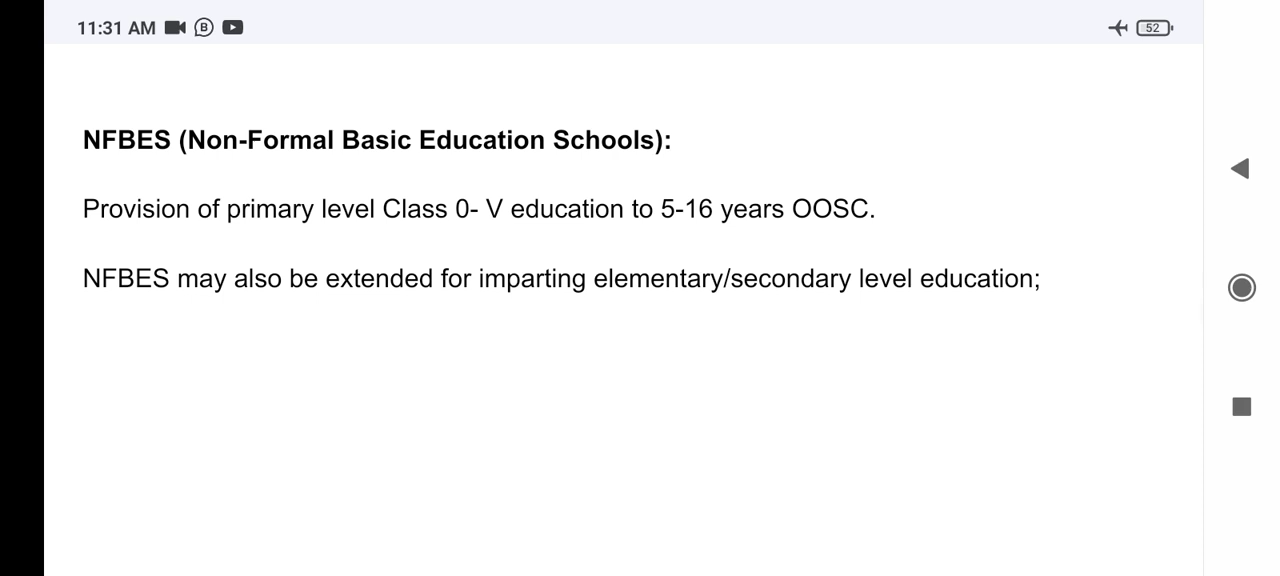 11:31 AM B 52
NFBES (Non-Formal Basic Education Schools):
Provision of primary level Class 0- V education to 5-16 years OOSC.
NFBES may also be extended for imparting elementary/secondary level education;